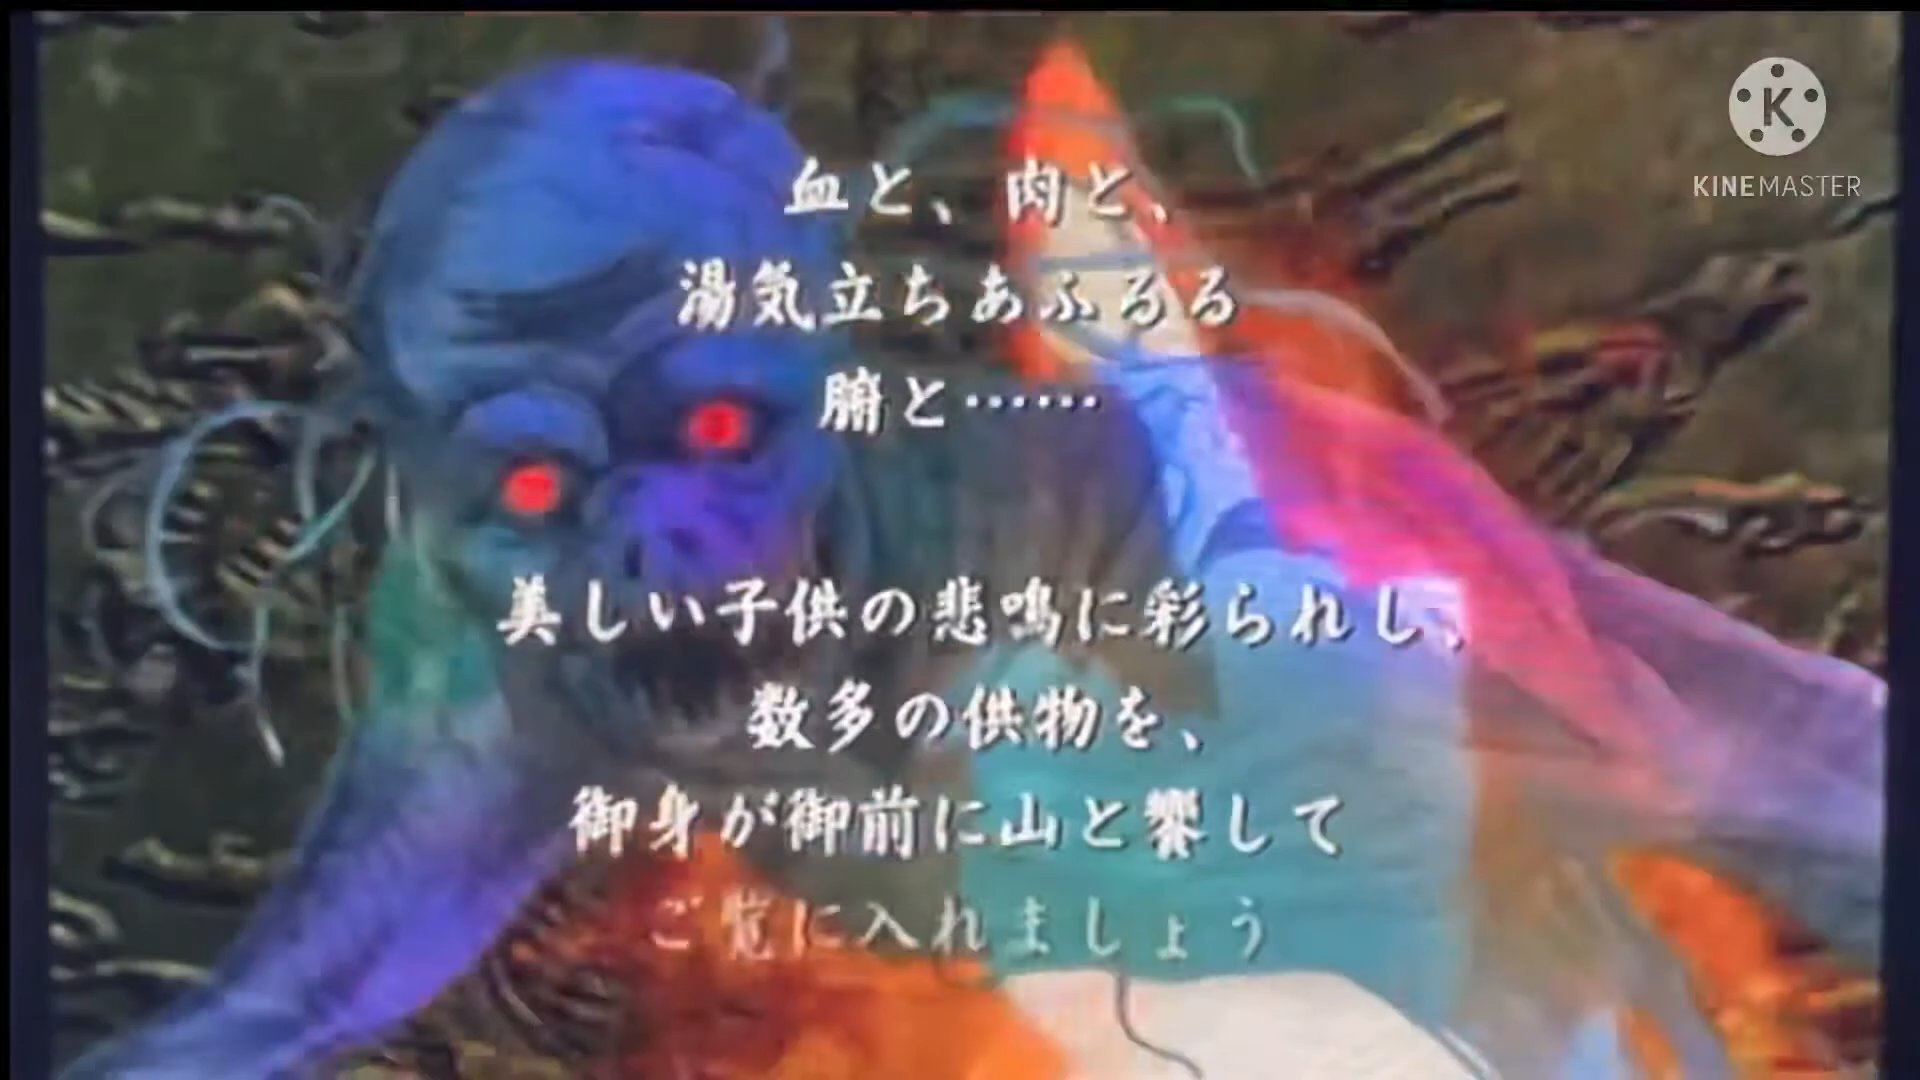 血と、肉と、
湯気立ちあふるる
臓と……
美しい子供の悲鳴に彩られし、
数多の供物を、
御身が御前に山と饗して
ご覧に入れましょう
KINEMASTER